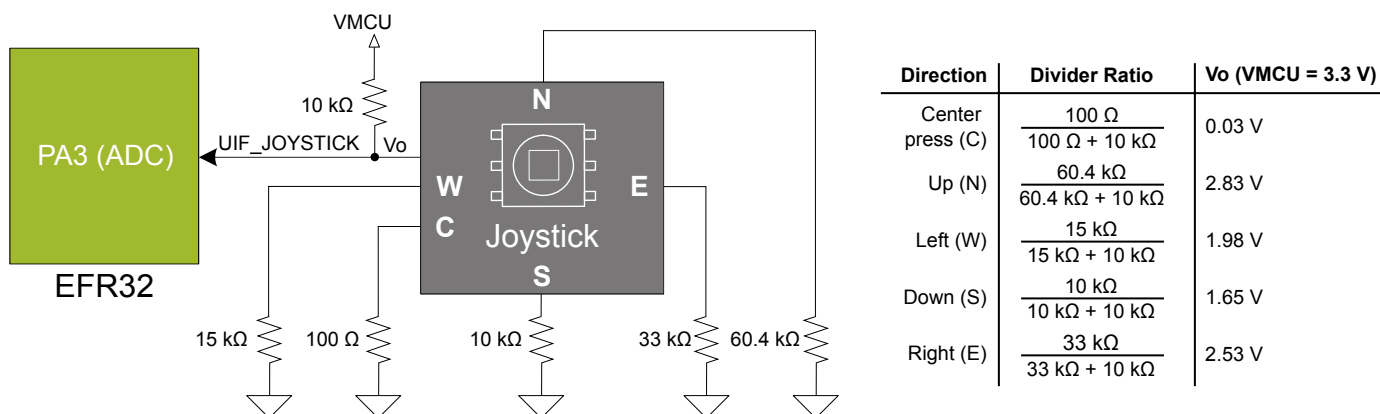 VMCU
10 kΩ
PA3 (ADC)
UIF_JOYSTICK
Vo
EFR32
N
W
E
C
Joystick
S
15 kΩ
100 Ω
10 kΩ
33 kΩ
60.4 kΩ
Direction Divider Ratio Vo (VMCU = 3.3 V)
Center press (C) 100 Ω / 100 Ω + 10 kΩ 0.03 V
Up (N) 60.4 kΩ / 60.4 kΩ + 10 kΩ 2.83 V
Left (W) 15 kΩ / 15 kΩ + 10 kΩ 1.98 V
Down (S) 10 kΩ / 10 kΩ + 10 kΩ 1.65 V
Right (E) 33 kΩ / 33 kΩ + 10 kΩ 2.53 V